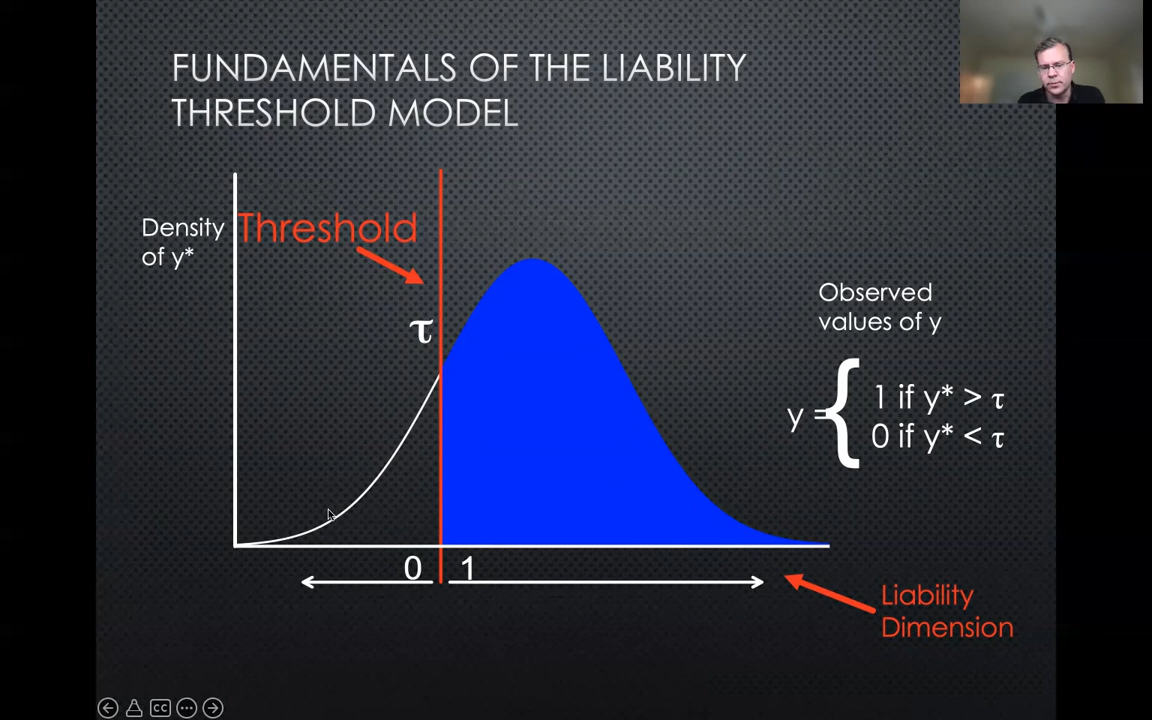 FUNDAMENTALS OF THE LIABILITY
THRESHOLD MODEL
Density
of y*
Threshold
τ
Observed
values of y
y =
{
1 if y* > τ
0 if y* < τ
0 1
Liability
Dimension
CC